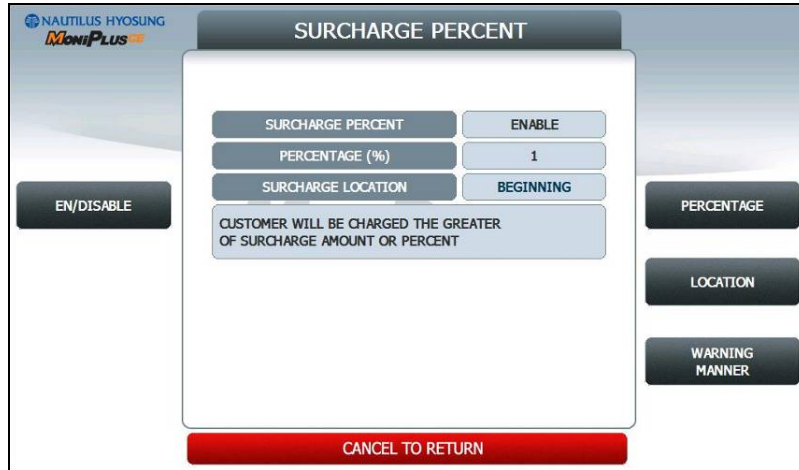 NAUTILUS HYOSUNG
MoniPlusCE
SURCHARGE PERCENT
SURCHARGE PERCENT ENABLE
PERCENTAGE (%) 1
SURCHARGE LOCATION BEGINNING
CUSTOMER WILL BE CHARGED THE GREATER
OF SURCHARGE AMOUNT OR PERCENT
EN/DISABLE
PERCENTAGE
LOCATION
WARNING
MANNER
CANCEL TO RETURN